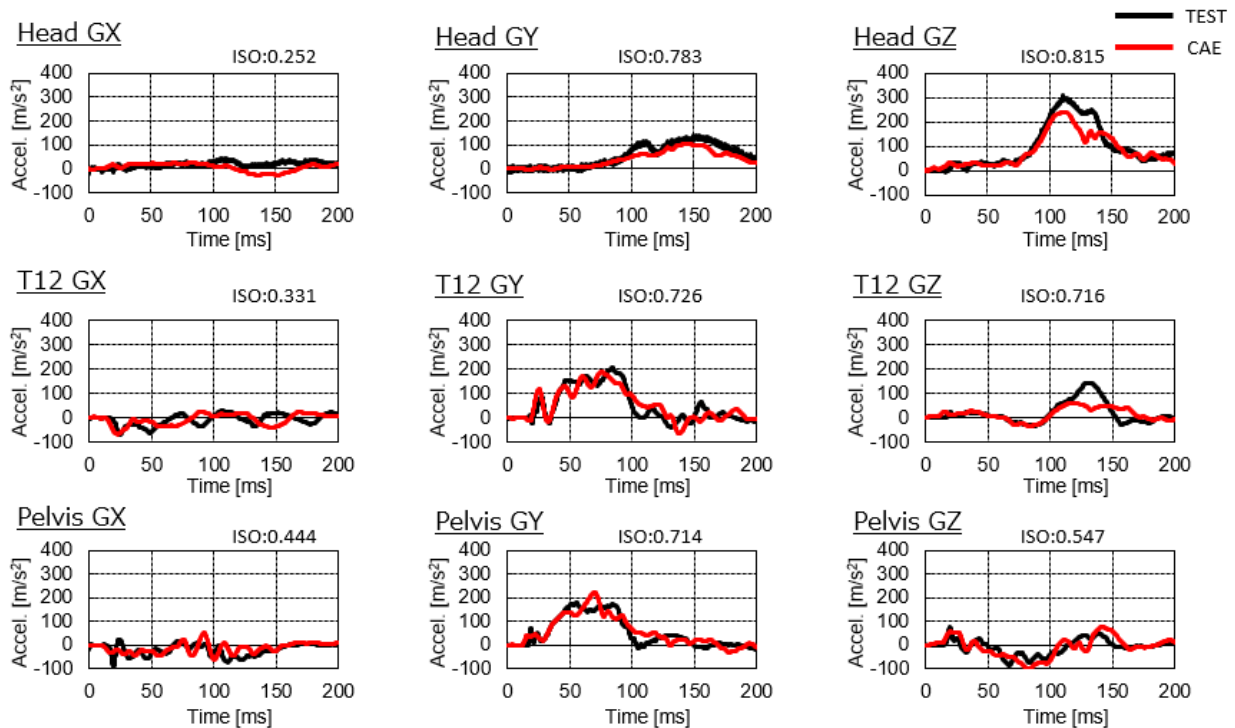 TEST
CAE
Head GX
ISO:0.252
Accel. [m/s²]
400
300
200
100
0
-100
0 50 100 150 200
Time [ms]
Head GY
ISO:0.783
Accel. [m/s²]
400
300
200
100
0
-100
0 50 100 150 200
Time [ms]
Head GZ
ISO:0.815
Accel. [m/s²]
400
300
200
100
0
-100
0 50 100 150 200
Time [ms]
T12 GX
ISO:0.331
Accel. [m/s²]
400
300
200
100
0
-100
0 50 100 150 200
Time [ms]
T12 GY
ISO:0.726
Accel. [m/s²]
400
300
200
100
0
-100
0 50 100 150 200
Time [ms]
T12 GZ
ISO:0.716
Accel. [m/s²]
400
300
200
100
0
-100
0 50 100 150 200
Time [ms]
Pelvis GX
ISO:0.444
Accel. [m/s²]
400
300
200
100
0
-100
0 50 100 150 200
Time [ms]
Pelvis GY
ISO:0.714
Accel. [m/s²]
400
300
200
100
0
-100
0 50 100 150 200
Time [ms]
Pelvis GZ
ISO:0.547
Accel. [m/s²]
400
300
200
100
0
-100
0 50 100 150 200
Time [ms]